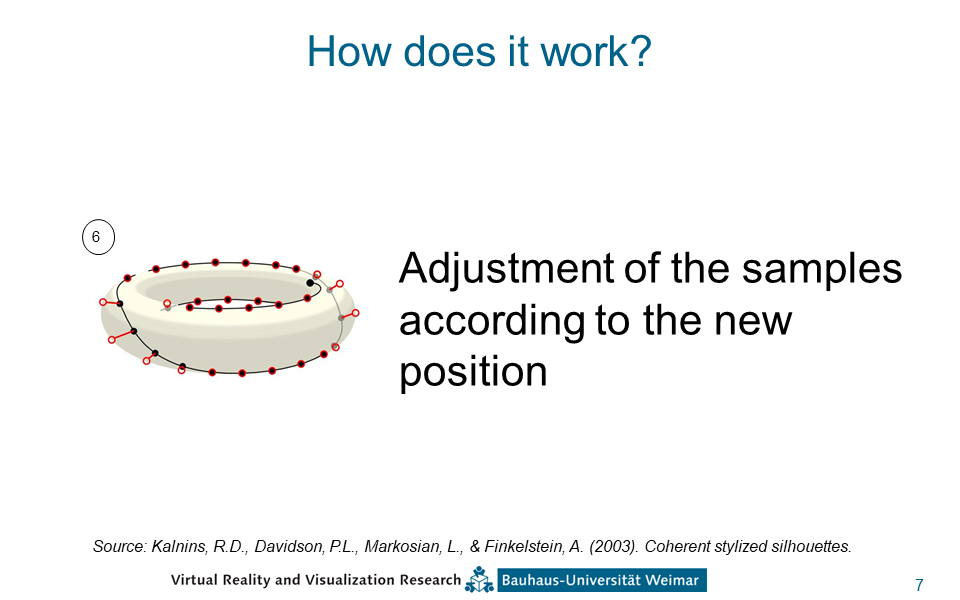 How does it work?
6
Adjustment of the samples
according to the new
position
Source: Kalnins, R.D., Davidson, P.L., Markosian, L., & Finkelstein, A. (2003). Coherent stylized silhouettes.
Virtual Reality and Visualization Research Bauhaus-Universität Weimar
7